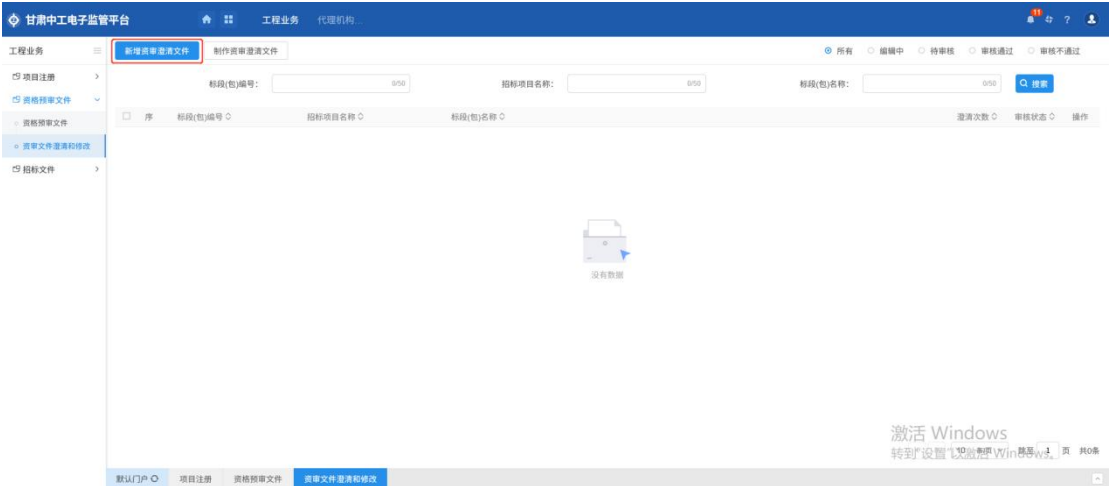 甘肃中工电子监管平台 工程业务 代理机构... 11 ?
工程业务
新增资审澄清文件 制作资审澄清文件 所有 编辑中 待审核 审核通过 审核不通过
项目注册
标段(包)编号: 0/50 招标项目名称: 0/50 标段(包)名称: 0/50 搜索
资格预审文件
序 标段(包)编号 招标项目名称 标段(包)名称 澄清次数 审核状态 操作
资格预审文件
资审文件澄清和修改
招标文件
没有数据
激活 Windows
转到"设置"以激活 Windows。
10 跳至 1 页 共0条
默认门户 项目注册 资格预审文件 资审文件澄清和修改